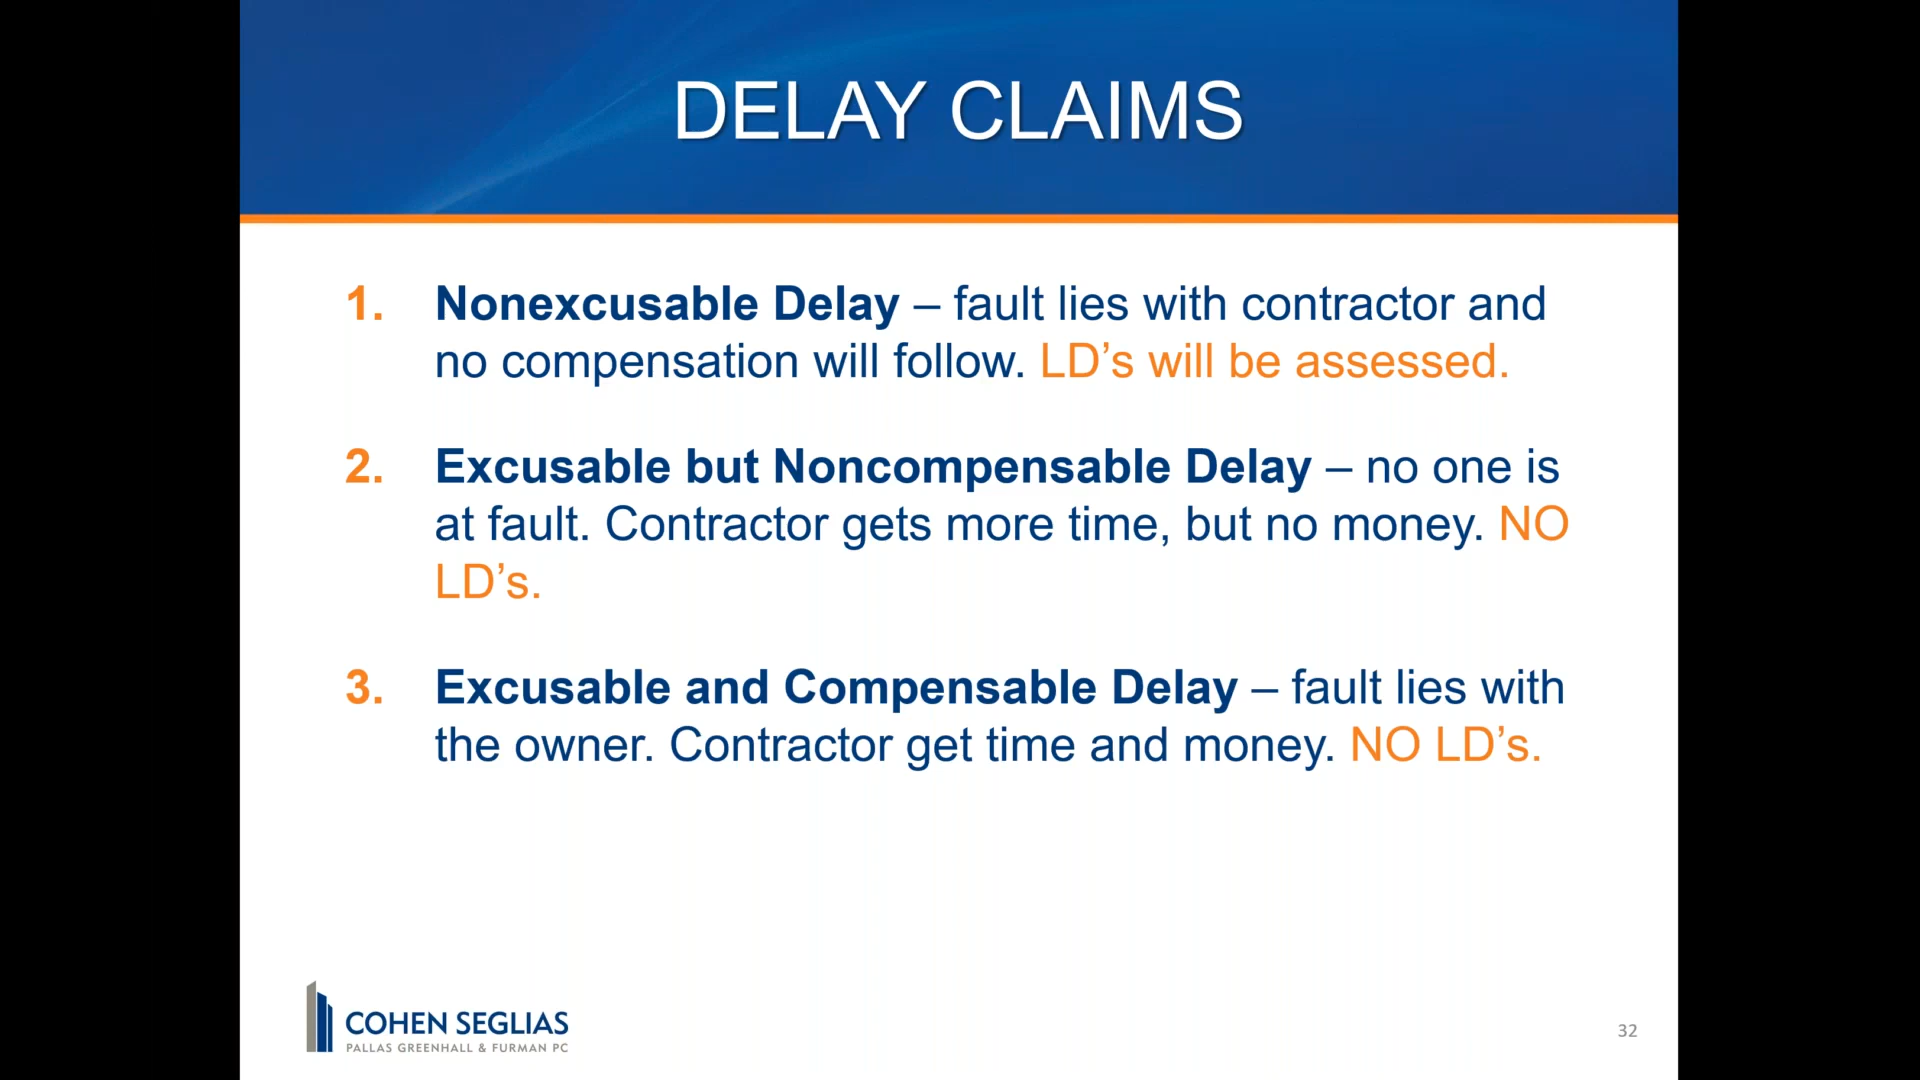 DELAY CLAIMS
1. Nonexcusable Delay – fault lies with contractor and
no compensation will follow. LD’s will be assessed.
2. Excusable but Noncompensable Delay – no one is
at fault. Contractor gets more time, but no money. NO
LD’s.
3. Excusable and Compensable Delay – fault lies with
the owner. Contractor get time and money. NO LD’s.
COHEN SEGLIAS
PALLAS GREENHALL & FURMAN PC
32